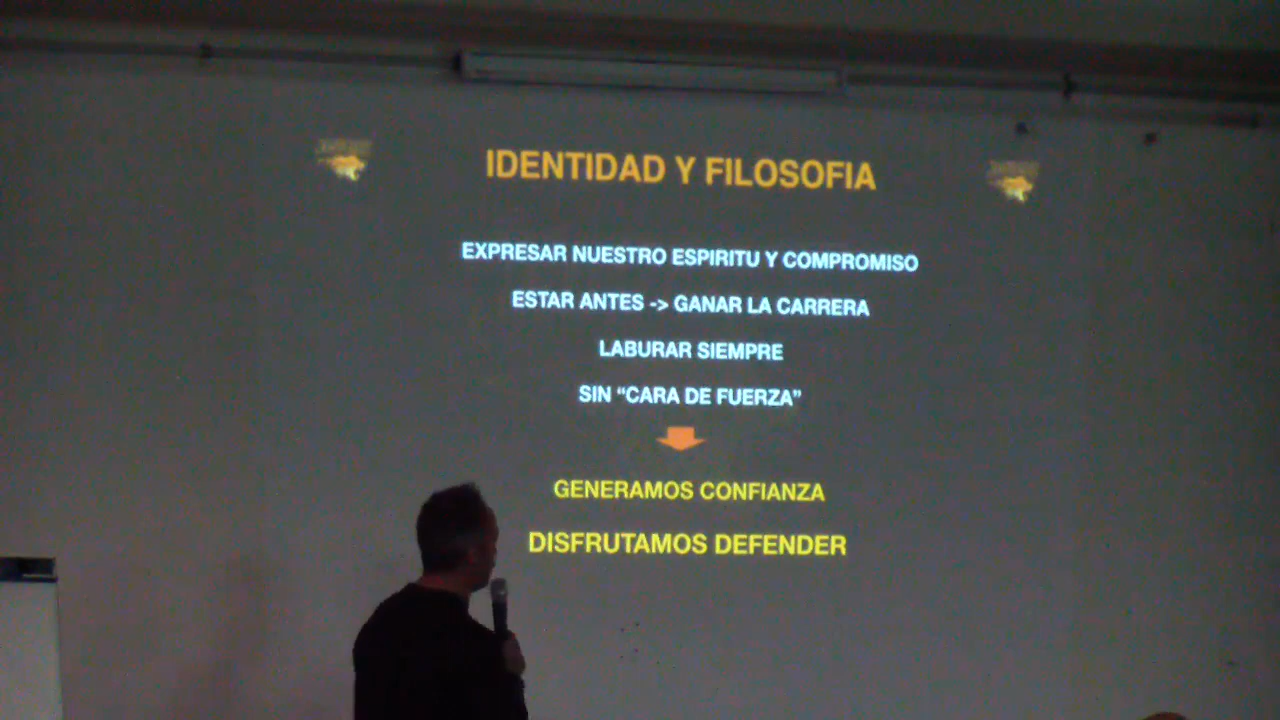 IDENTIDAD Y FILOSOFIA
EXPRESAR NUESTRO ESPIRITU Y COMPROMISO
ESTAR ANTES -> GANAR LA CARRERA
LABURAR SIEMPRE
SIN “CARA DE FUERZA”
GENERAMOS CONFIANZA
DISFRUTAMOS DEFENDER